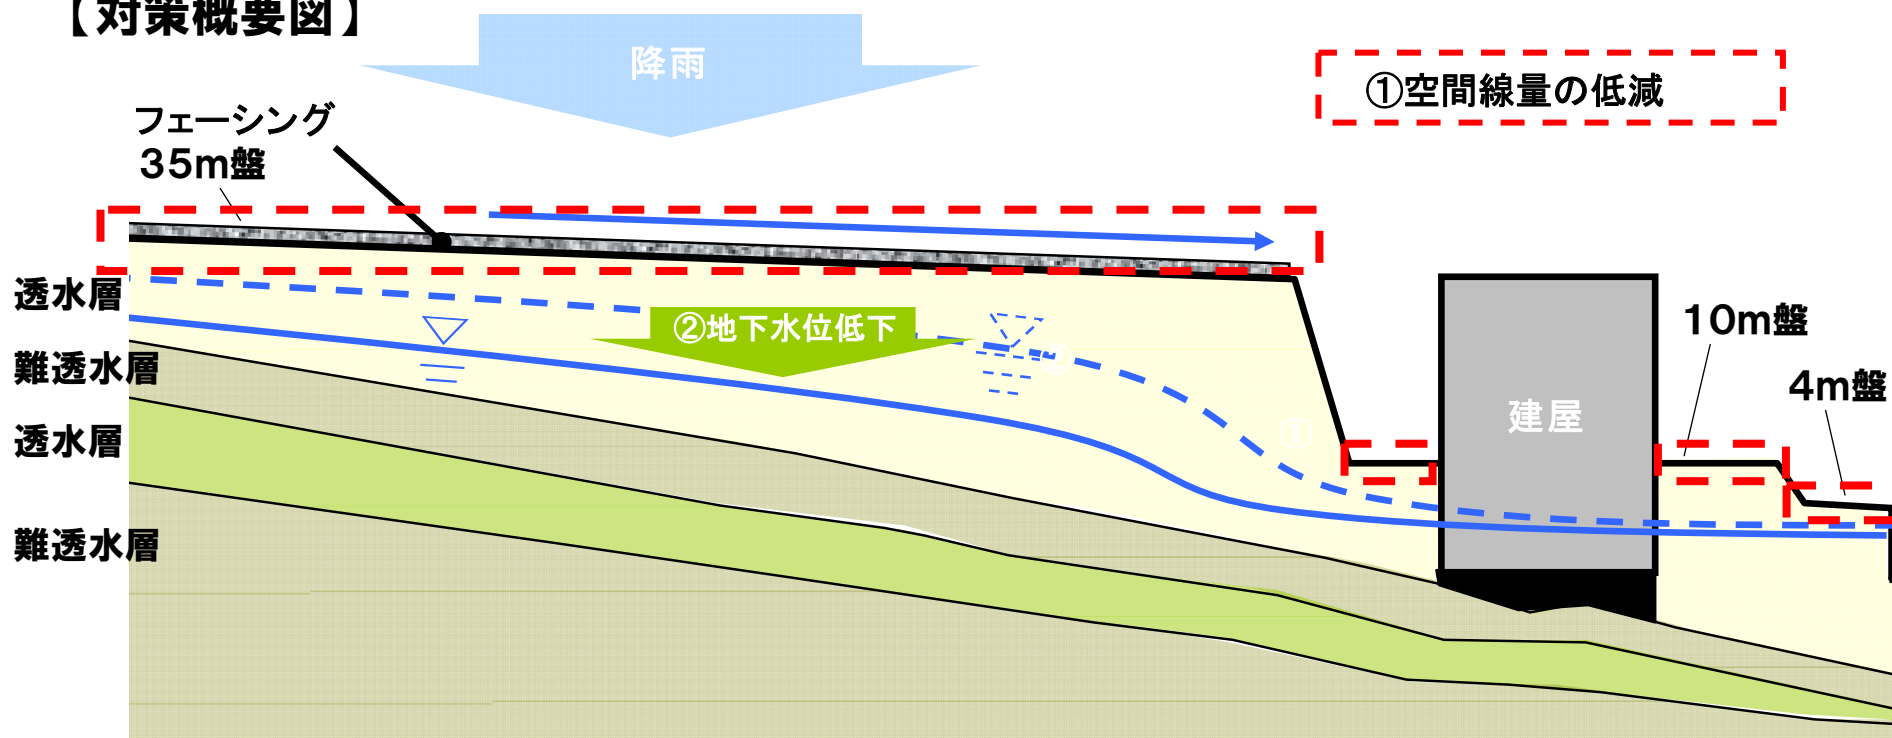 【対策概要図】
降雨
①空間線量の低減
フェーシング
35m盤
透水層
②地下水位低下
10m盤
難透水層
②
4m盤
建屋
透水層
①
難透水層